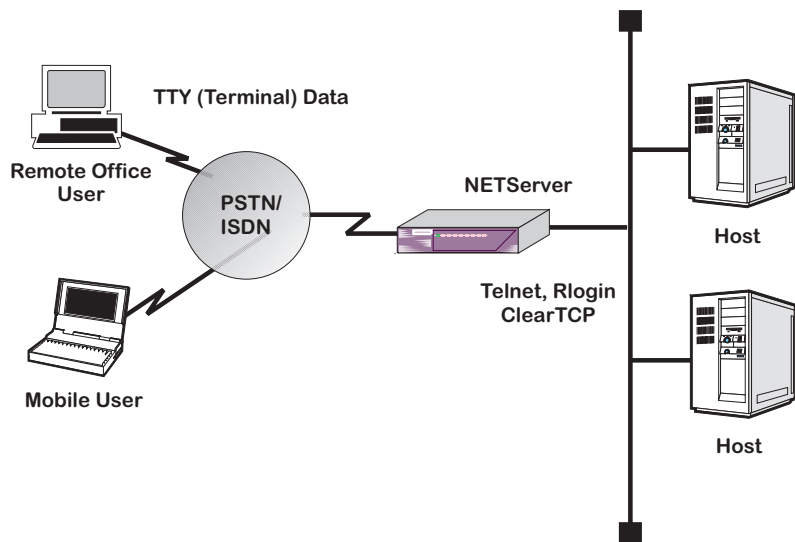 TTY (Terminal) Data
Remote Office
User
PSTN/
ISDN
NETServer
Host
Telnet, Rlogin
ClearTCP
Mobile User
Host